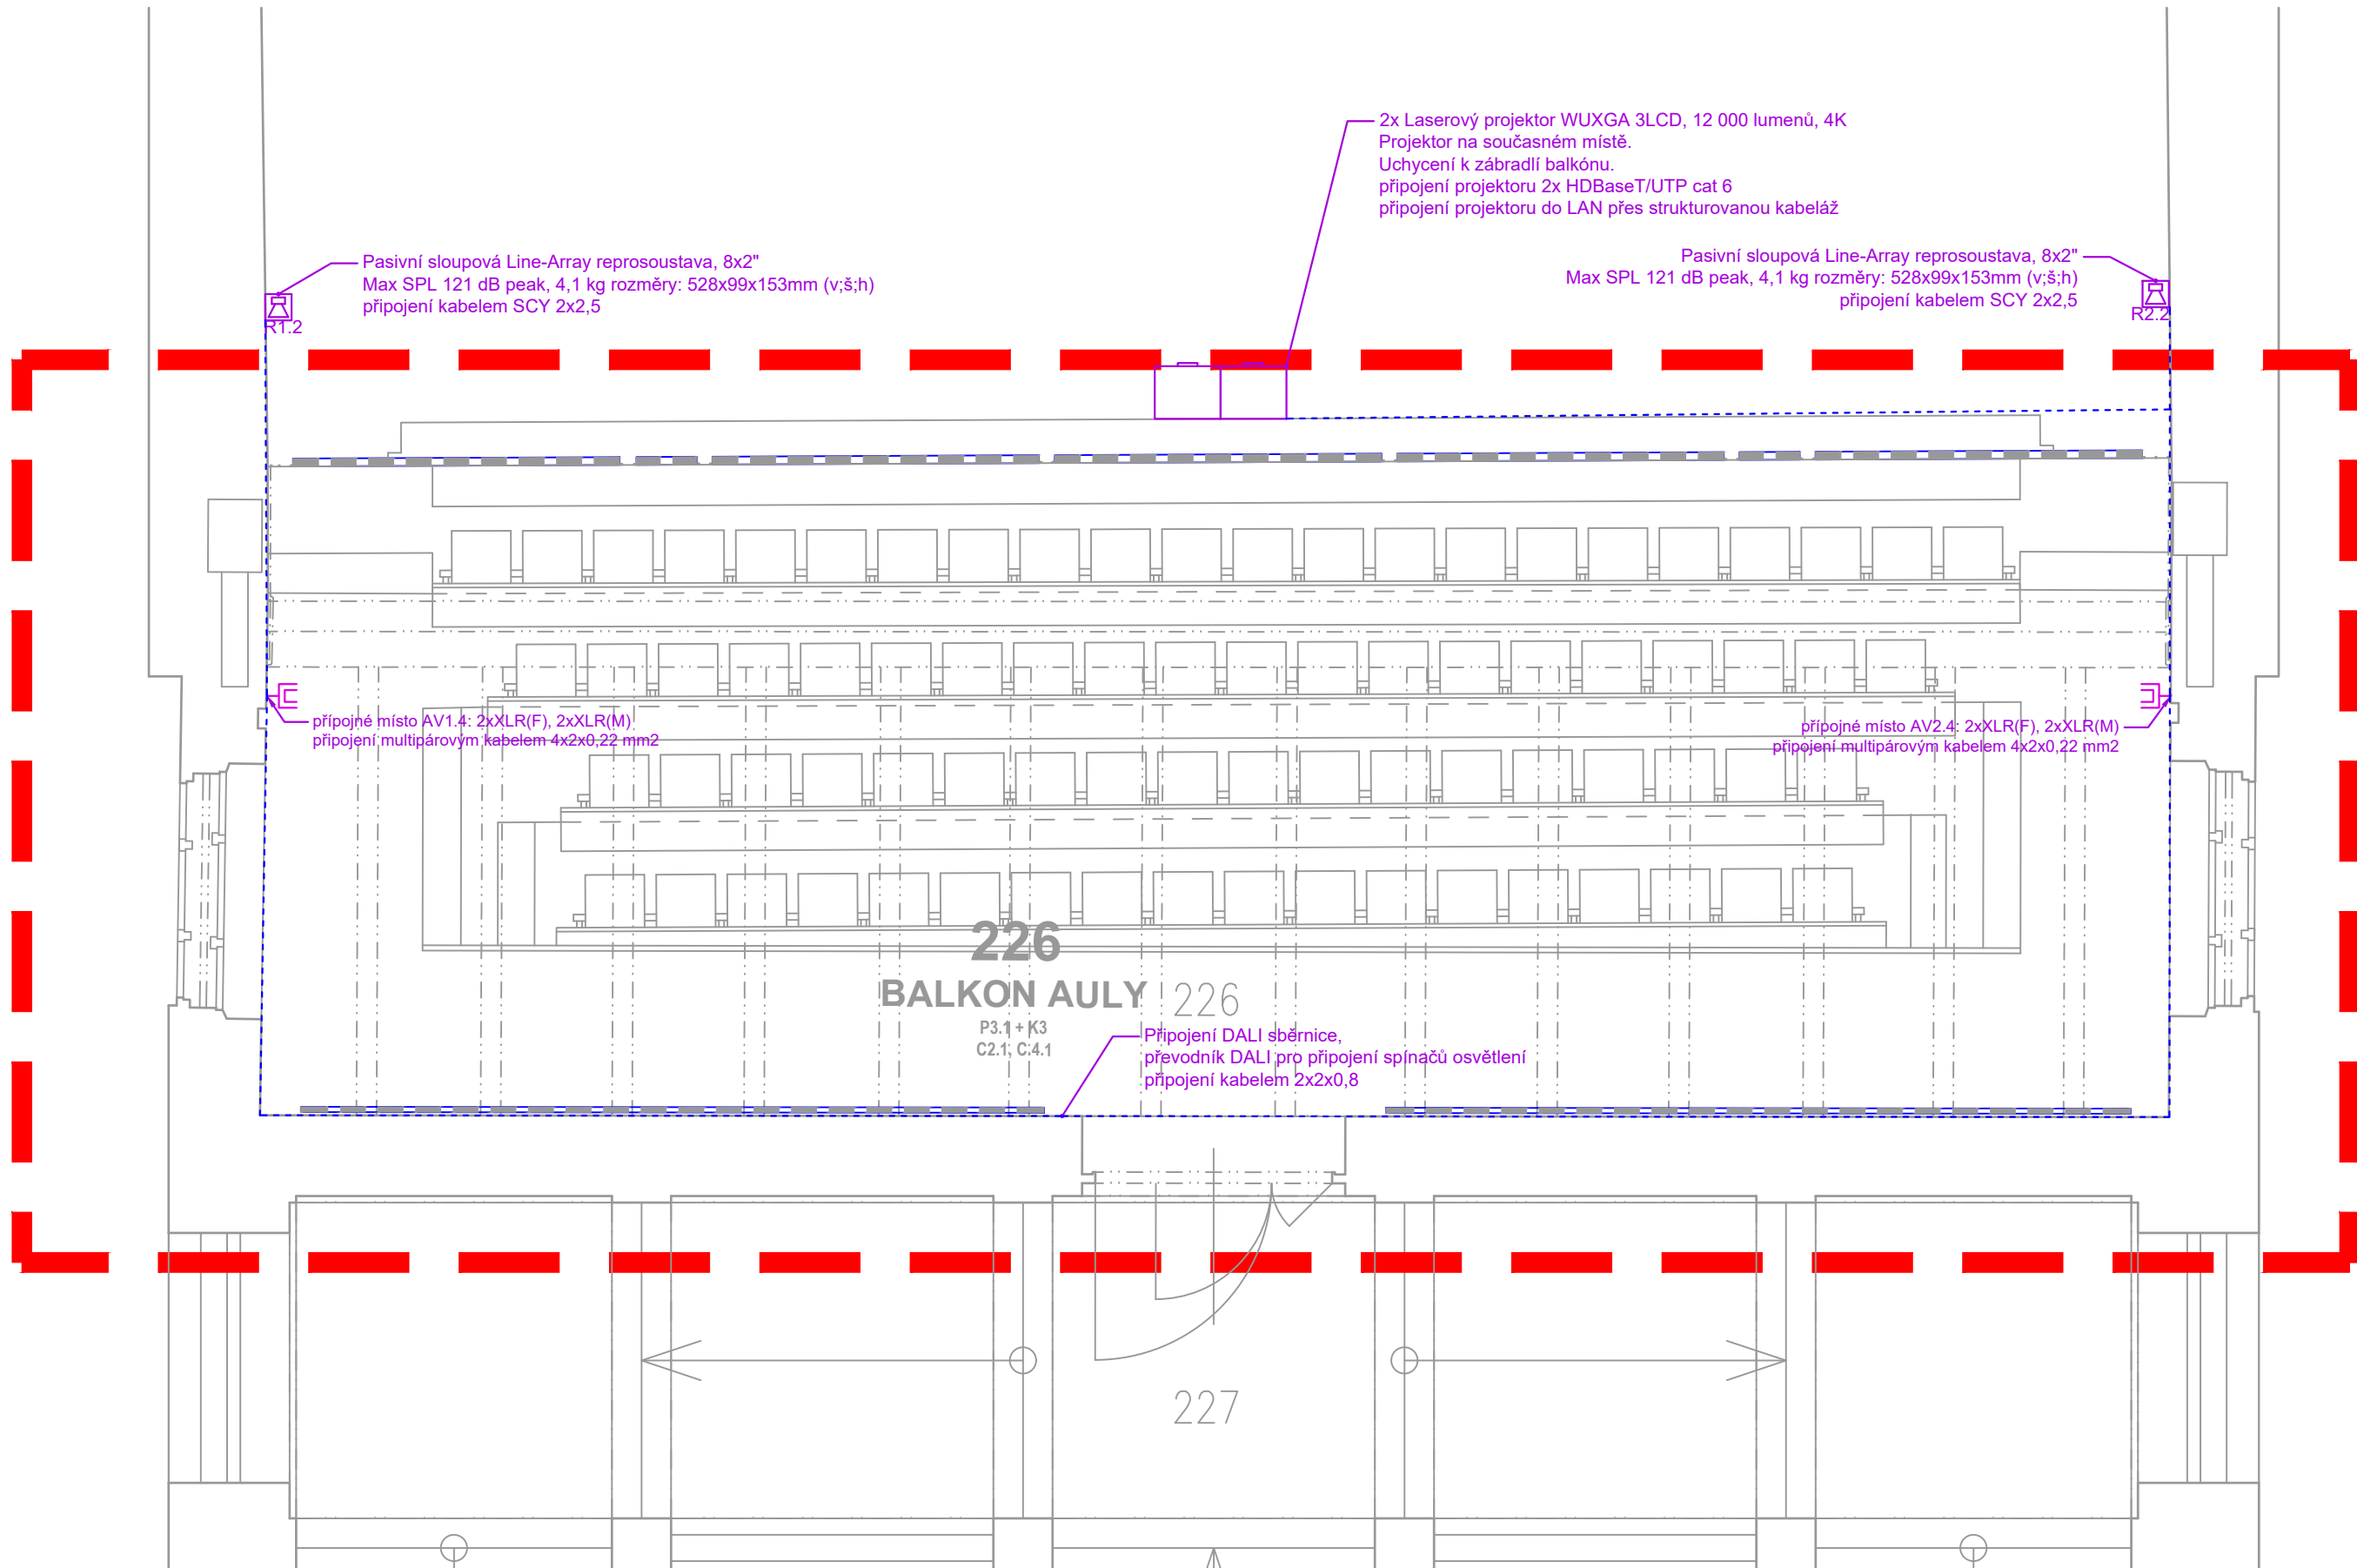 2x Laserový projektor WUXGA 3LCD, 12 000 lumenů, 4K
Projektor na současném místě.
Uchycení k zábradlí balkónu.
připojení projektoru 2x HDBaseT/UTP cat 6
připojení projektoru do LAN přes strukturovanou kabeláž
Pasivní sloupová Line-Array reprosoustava, 8x2"
Max SPL 121 dB peak, 4,1 kg rozměry: 528x99x153mm (v;š;h)
připojení kabelem SCY 2x2,5
R1.2
Pasivní sloupová Line-Array reprosoustava, 8x2"
Max SPL 121 dB peak, 4,1 kg rozměry: 528x99x153mm (v;š;h)
připojení kabelem SCY 2x2,5
R2.2
přípojné místo AV1.4: 2xXLR(F), 2xXLR(M)
připojení multipárovým kabelem 4x2x0,22 mm2
přípojné místo AV2.4: 2xXLR(F), 2xXLR(M)
připojení multipárovým kabelem 4x2x0,22 mm2
226
BALKON AULY
226
P3.1 + K3
C2.1, C.4.1
Připojení DALI sběrnice,
převodník DALI pro připojení spínačů osvětlení
připojení kabelem 2x2x0,8
227